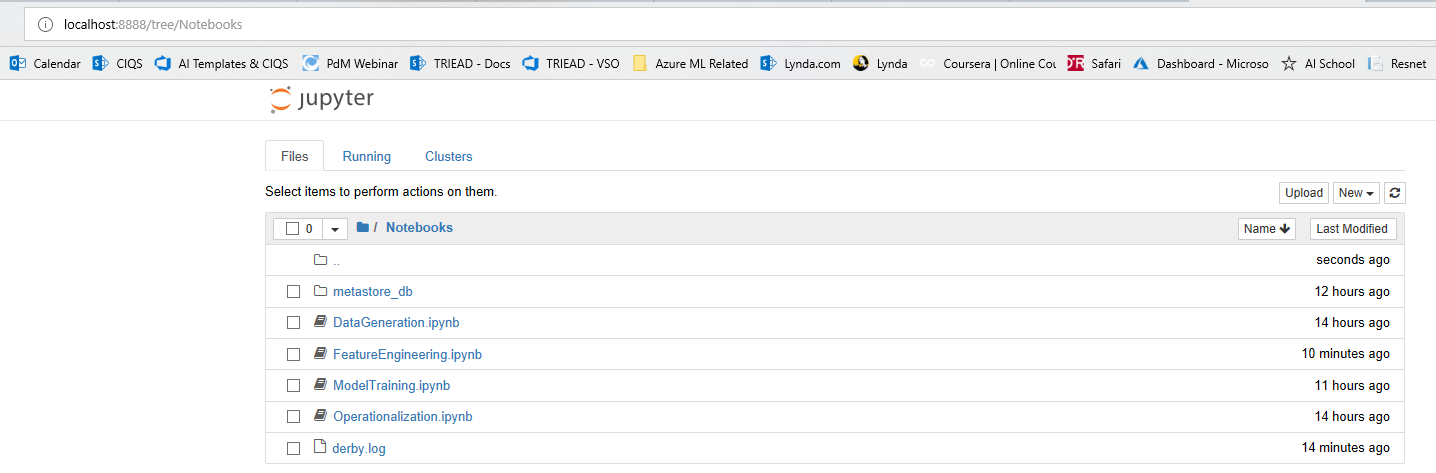 localhost:8888/tree/Notebooks
Calendar CIQS AI Templates & CIQS PdM Webinar TRIEAD - Docs TRIEAD - VSO Azure ML Related Lynda.com Lynda Coursera | Online Cou Safari Dashboard - Microso AI School Resnet
jupyter
Files Running Clusters
Select items to perform actions on them. Upload New
0 / Notebooks Name Last Modified
.. seconds ago
metastore_db 12 hours ago
DataGeneration.ipynb 14 hours ago
FeatureEngineering.ipynb 10 minutes ago
ModelTraining.ipynb 11 hours ago
Operationalization.ipynb 14 hours ago
derby.log 14 minutes ago